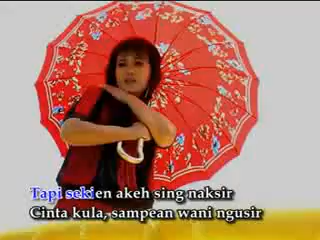 Tapi sekien akeh sing naksir
Cinta kula, sampean wani ngusir